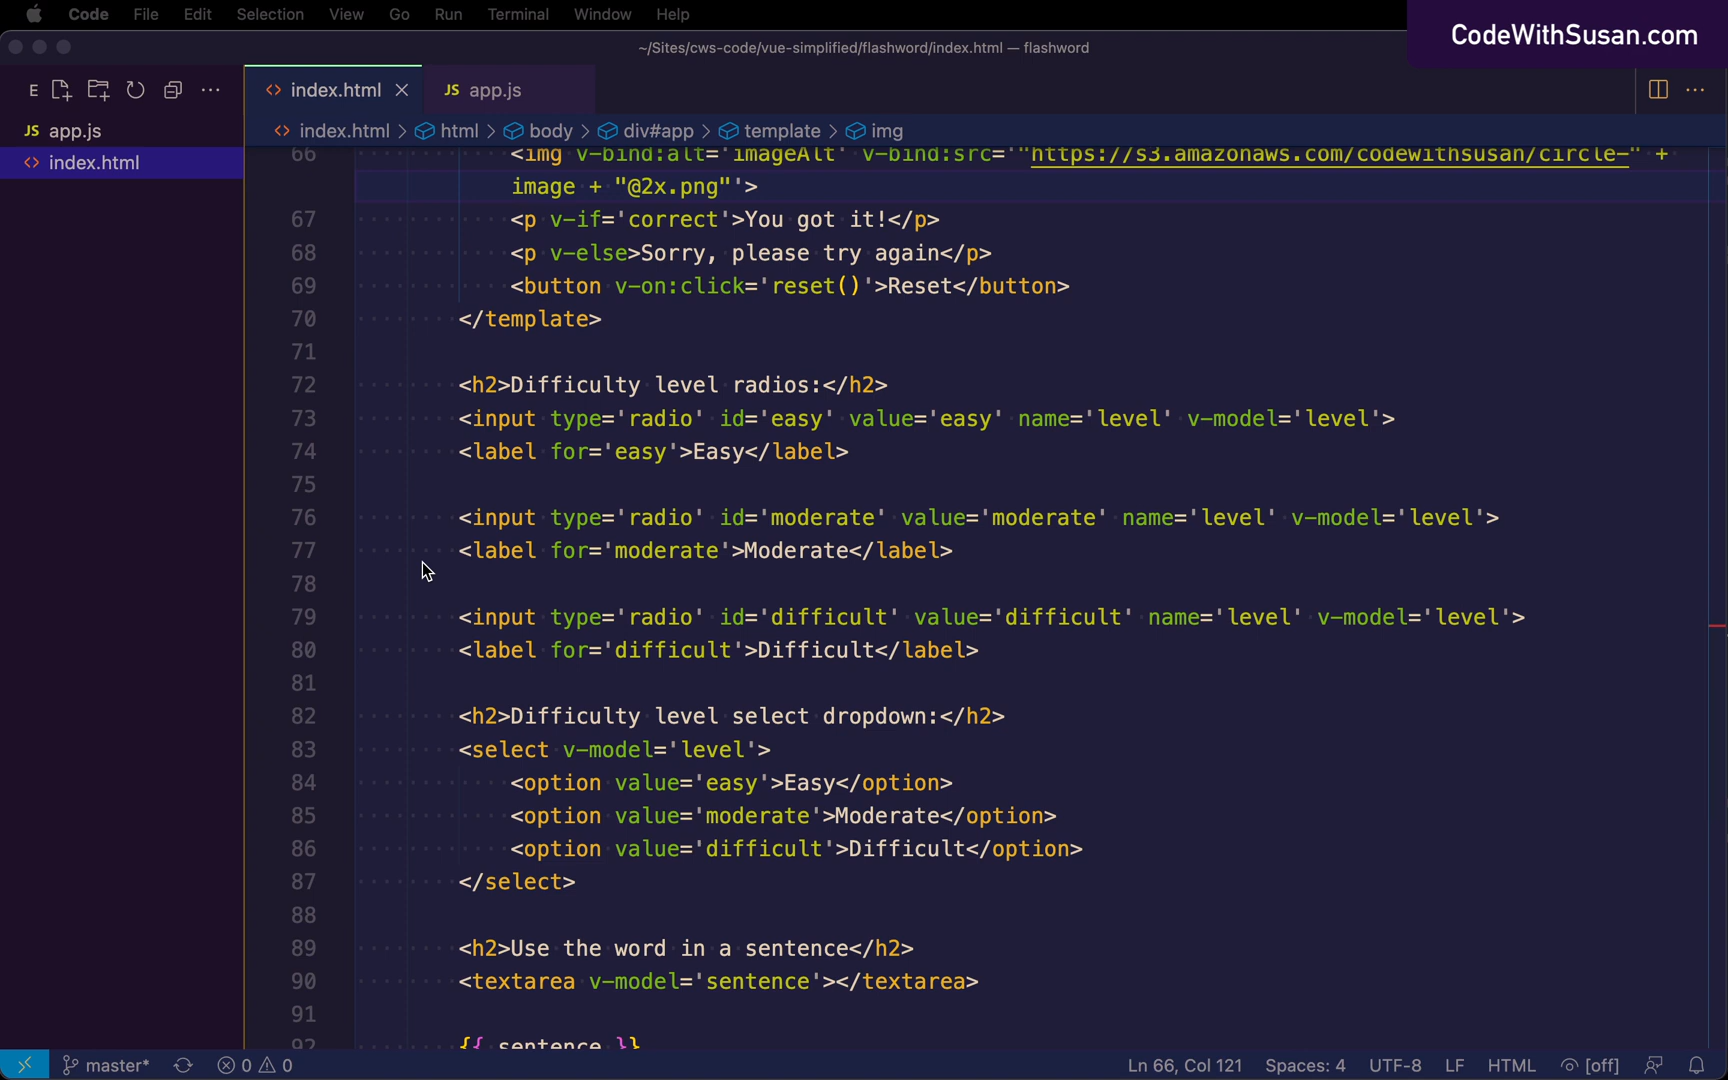 Code File Edit Selection View Go Run Terminal Window Help
CodeWithSusan.com
~/Sites/cws-code/vue-simplified/flashword/index.html — flashword
E
<> index.html
JS app.js
JS app.js
<> index.html
<> index.html > html > body > div#app > template > img
66 <img v-bind:alt='imageAlt' v-bind:src='"https://s3.amazonaws.com/codewithsusan/circle-" +
image + "@2x.png"'>
67 <p v-if='correct'>You got it!</p>
68 <p v-else>Sorry, please try again</p>
69 <button v-on:click='reset()'>Reset</button>
70 </template>
71
72 <h2>Difficulty level radios:</h2>
73 <input type='radio' id='easy' value='easy' name='level' v-model='level'>
74 <label for='easy'>Easy</label>
75
76 <input type='radio' id='moderate' value='moderate' name='level' v-model='level'>
77 <label for='moderate'>Moderate</label>
78
79 <input type='radio' id='difficult' value='difficult' name='level' v-model='level'>
80 <label for='difficult'>Difficult</label>
81
82 <h2>Difficulty level select dropdown:</h2>
83 <select v-model='level'>
84 <option value='easy'>Easy</option>
85 <option value='moderate'>Moderate</option>
86 <option value='difficult'>Difficult</option>
87 </select>
88
89 <h2>Use the word in a sentence</h2>
90 <textarea v-model='sentence'></textarea>
91
92 {{ sentence }}
master* 0 0 Ln 66, Col 121 Spaces: 4 UTF-8 LF HTML [off]